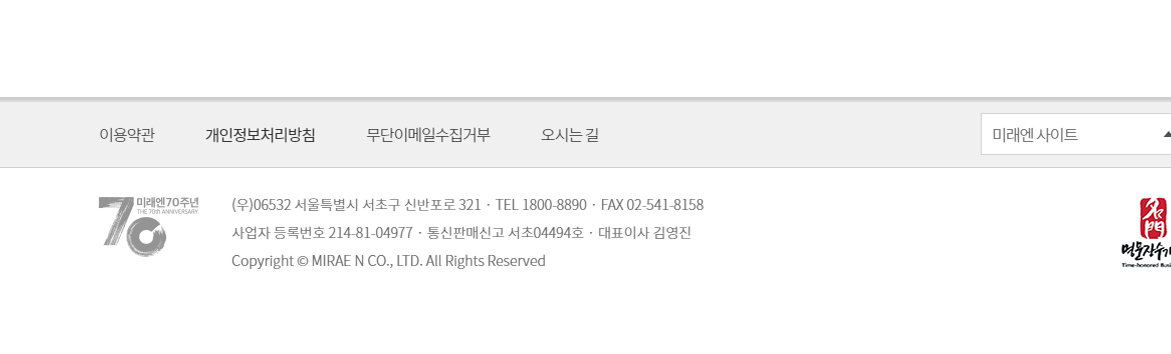 이용약관 개인정보처리방침 무단이메일수집거부 오시는 길 미래엔 사이트
70 미래엔70주년
THE 70th ANNIVERSARY
(우)06532 서울특별시 서초구 신반포로 321 · TEL 1800-8890 · FAX 02-541-8158
사업자 등록번호 214-81-04977 · 통신판매신고 서초04494호 · 대표이사 김영진
Copyright © MIRAE N CO., LTD. All Rights Reserved
名門
명문장수기
Time-honored Busi